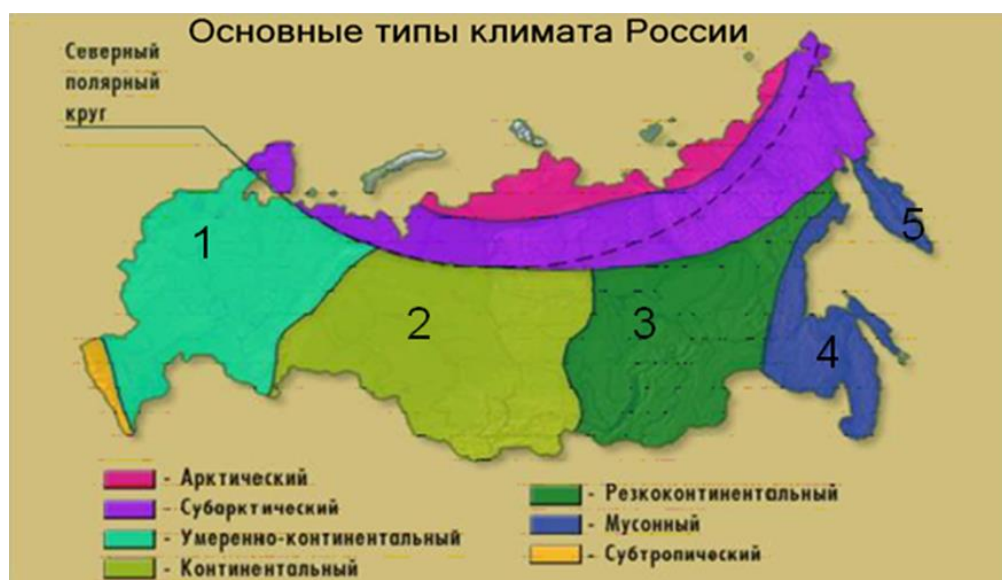 Основные типы климата России
Северный
полярный
круг
1
2
3
4
5
- Арктический
- Субарктический
- Умеренно-континентальный
- Континентальный
- Резкоконтинентальный
- Мусонный
- Субтропический